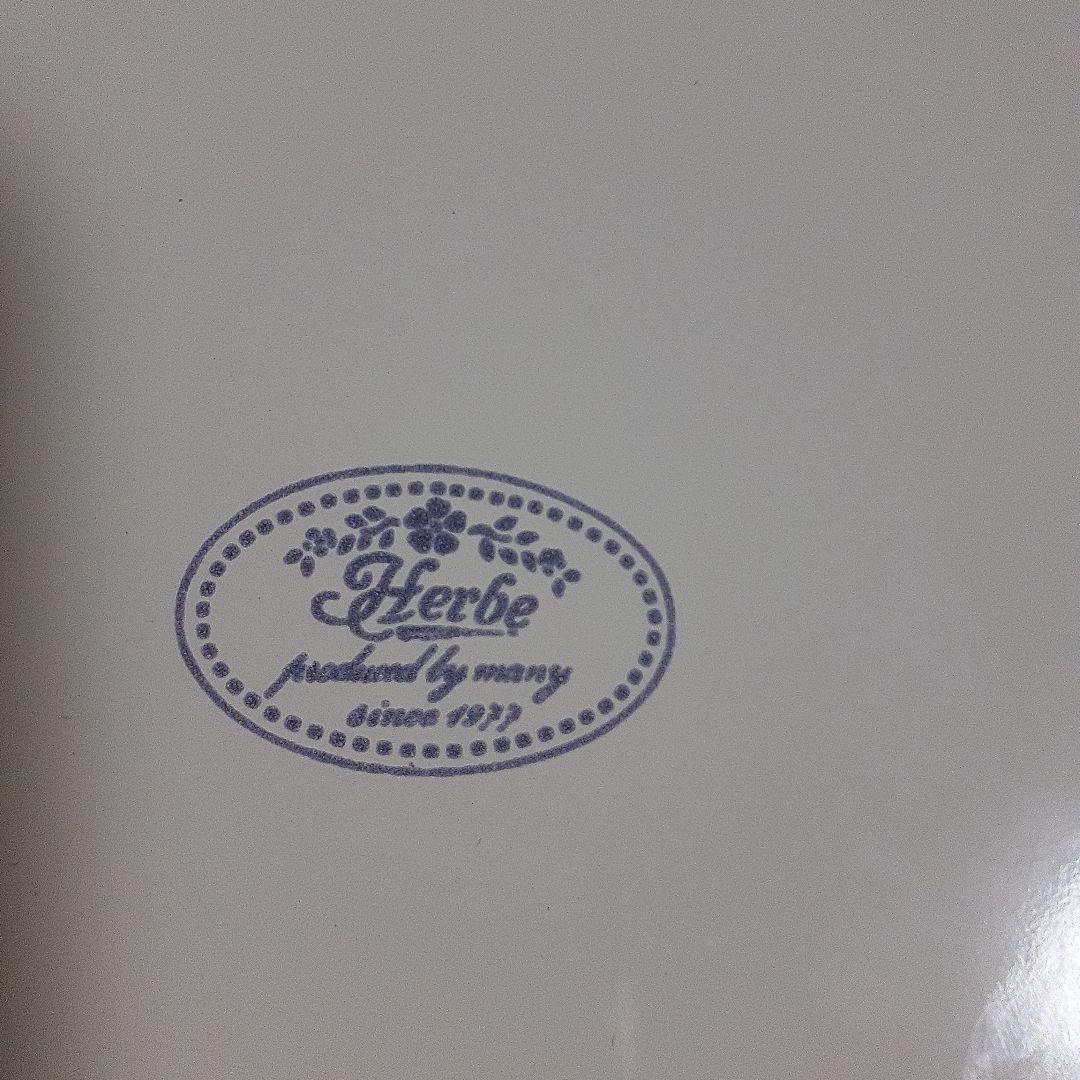 Herbe
produced by many
since 1977